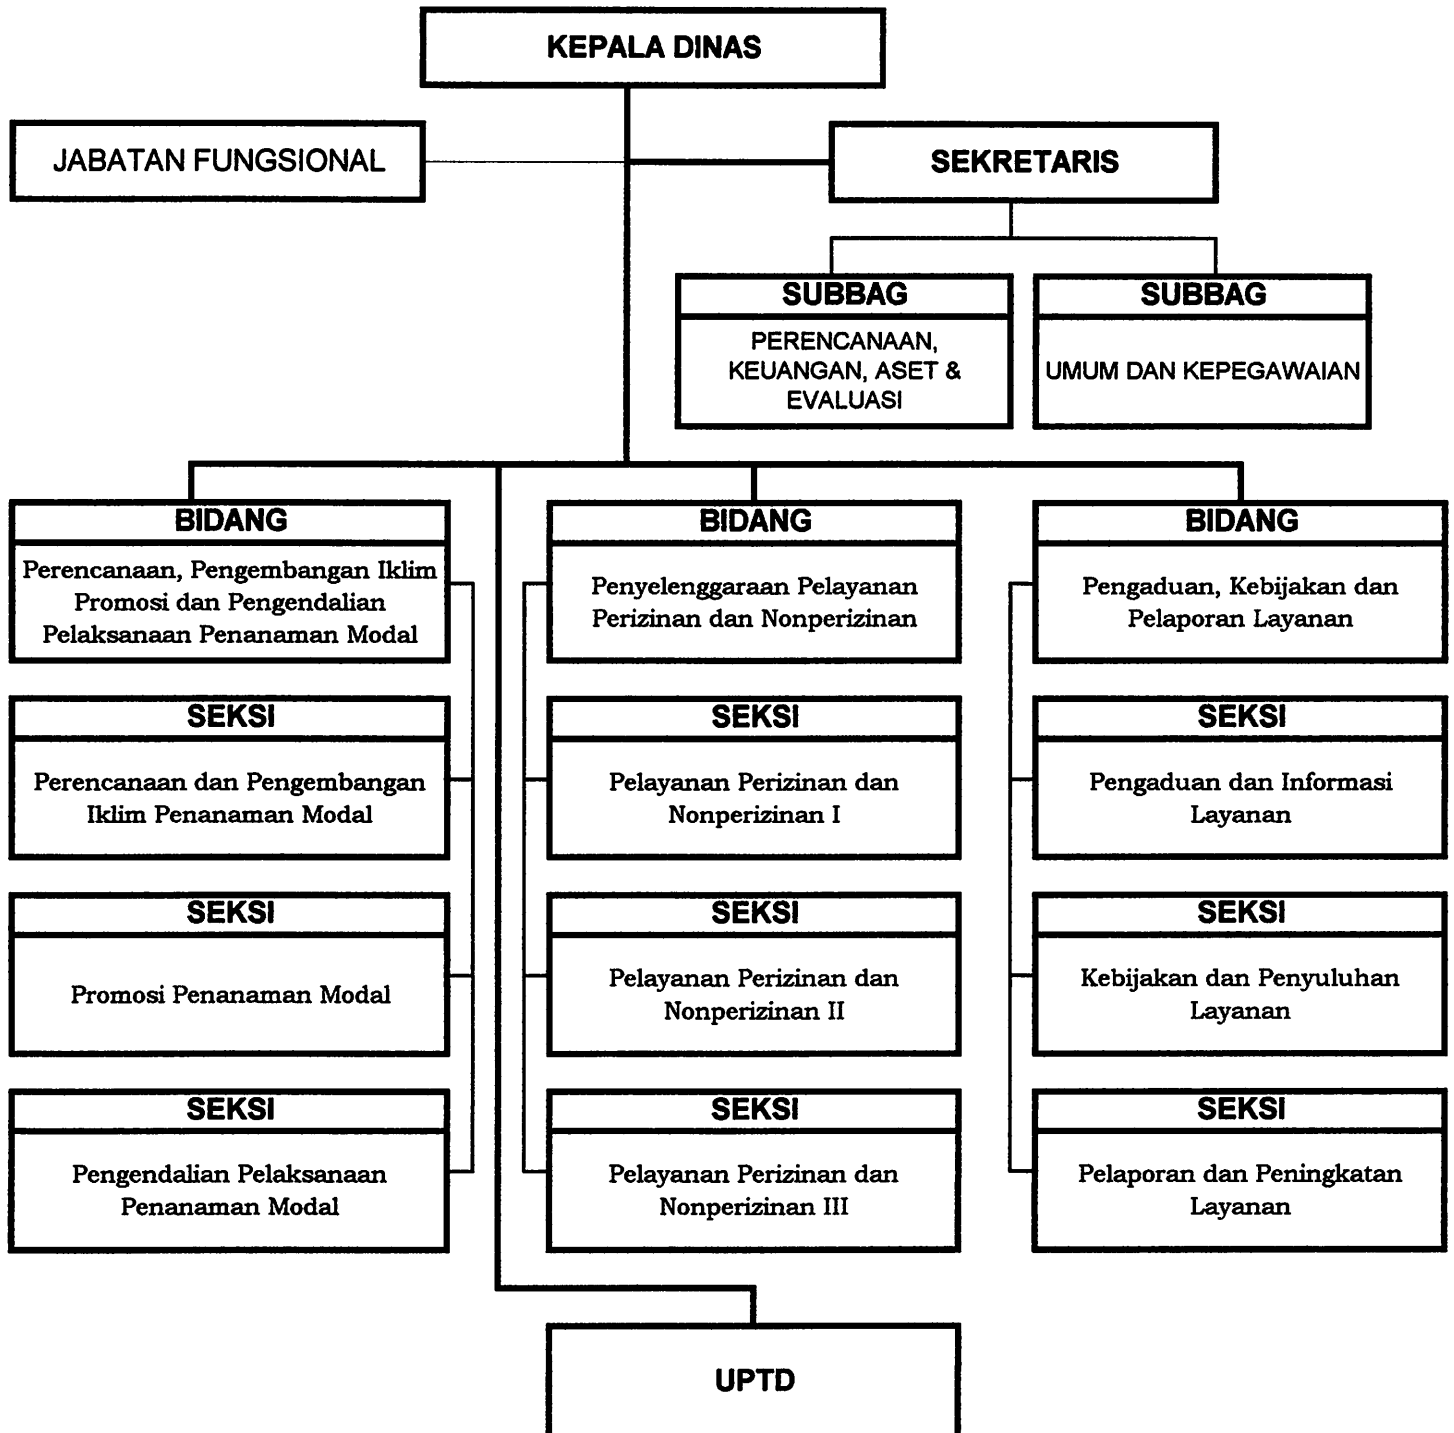 KEPALA DINAS
JABATAN FUNGSIONAL
SEKRETARIS
SUBBAG
PERENCANAAN,
KEUANGAN, ASET &
EVALUASI
SUBBAG
UMUM DAN KEPEGAWAIAN
BIDANG
Perencanaan, Pengembangan Iklim
Promosi dan Pengendalian
Pelaksanaan Penanaman Modal
SEKSI
Perencanaan dan Pengembangan
Iklim Penanaman Modal
SEKSI
Promosi Penanaman Modal
SEKSI
Pengendalian Pelaksanaan
Penanaman Modal
BIDANG
Penyelenggaraan Pelayanan
Perizinan dan Nonperizinan
SEKSI
Pelayanan Perizinan dan
Nonperizinan I
SEKSI
Pelayanan Perizinan dan
Nonperizinan II
SEKSI
Pelayanan Perizinan dan
Nonperizinan III
BIDANG
Pengaduan, Kebijakan dan
Pelaporan Layanan
SEKSI
Pengaduan dan Informasi
Layanan
SEKSI
Kebijakan dan Penyuluhan
Layanan
SEKSI
Pelaporan dan Peningkatan
Layanan
UPTD